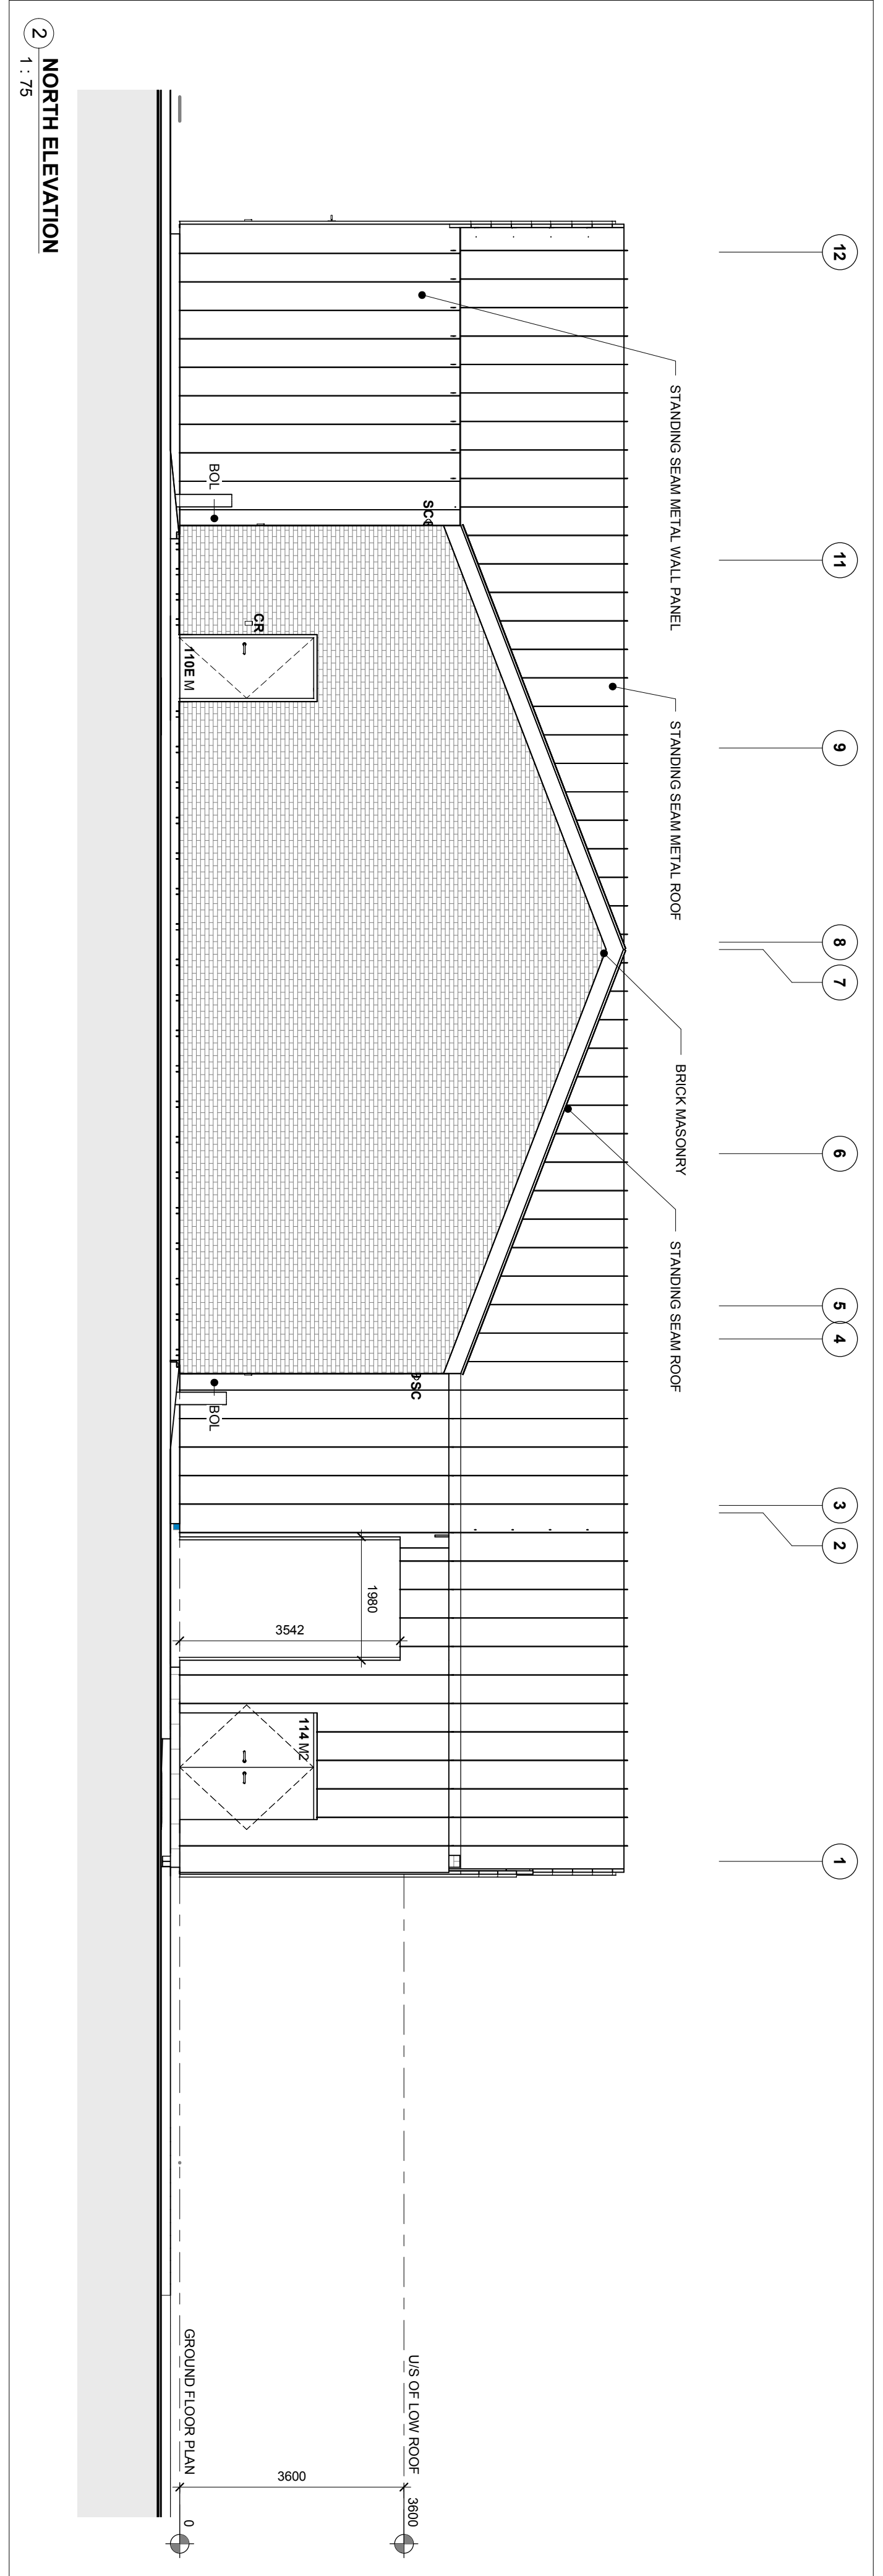 12
11
9
8
7
6
5
4
3
2
1
STANDING SEAM METAL WALL PANEL
STANDING SEAM METAL ROOF
BRICK MASONRY
STANDING SEAM ROOF
SC
SC
BOL
BOL
CR
110E M
114 M2
1980
3542
U/S OF LOW ROOF
3600
3600
GROUND FLOOR PLAN
0
2 NORTH ELEVATION
1 : 75